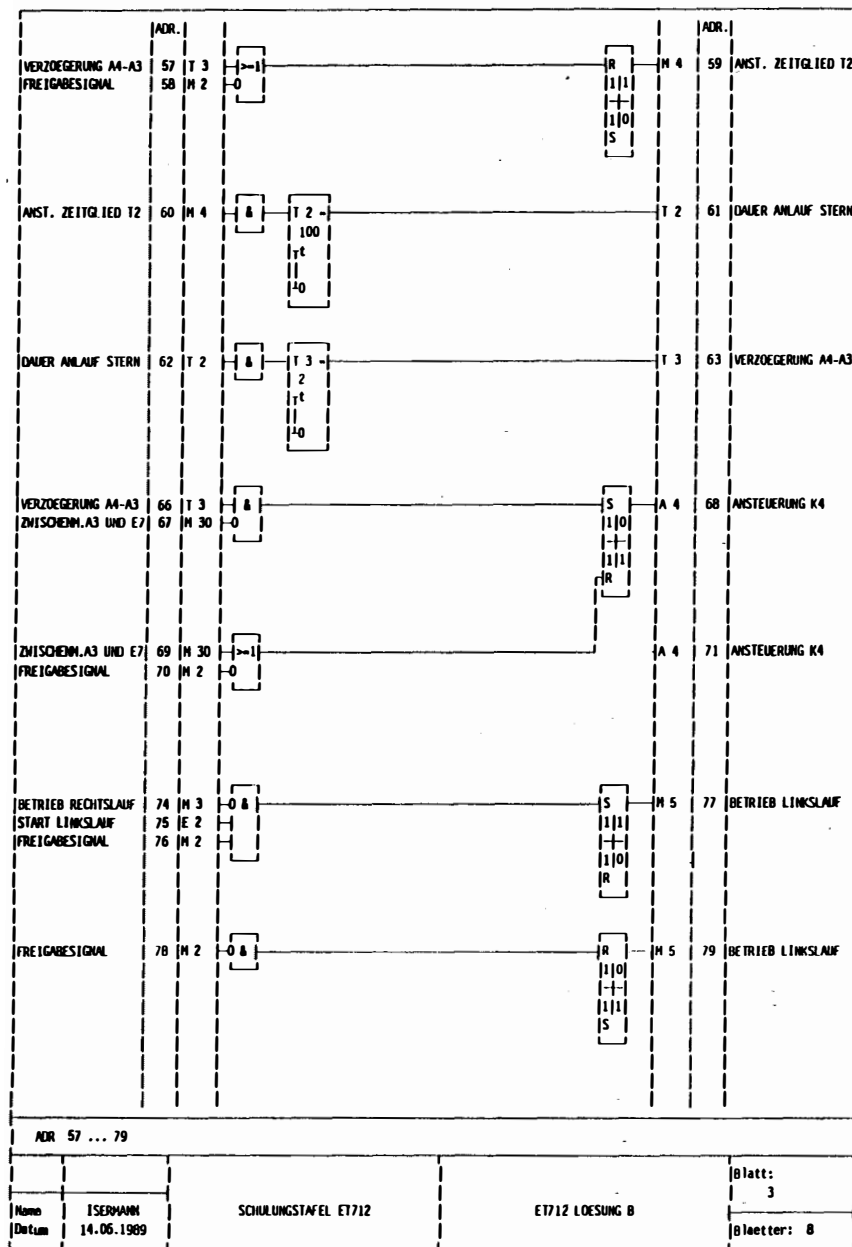 ADR. ADR.
VERZOEGERUNG A4-A3 57 T 3 >=1 R M 4 59 ANST. ZEITGLIED T2
FREIGABESIGNAL 58 M 2 O 1 1
1 0
S
ANST. ZEITGLIED T2 60 M 4 & T 2 = T 2 61 DAUER ANLAUF STERN
100
t
0
DAUER ANLAUF STERN 62 T 2 & T 3 = T 3 63 VERZOEGERUNG A4-A3
2
t
0
VERZOEGERUNG A4-A3 66 T 3 & S A 4 68 ANSTEUERUNG K4
ZWISCHENM.A3 UND E7 67 M 30 O 1 0
1 1
R
ZWISCHENM.A3 UND E7 69 M 30 >=1 A 4 71 ANSTEUERUNG K4
FREIGABESIGNAL 70 M 2 O
BETRIEB RECHTSLAUF 74 M 3 O & S M 5 77 BETRIEB LINKSLAUF
START LINKSLAUF 75 E 2 1 1
FREIGABESIGNAL 76 M 2 1 0
R
FREIGABESIGNAL 78 M 2 O & R M 5 79 BETRIEB LINKSLAUF
1 0
1 1
S
ADR 57 ... 79
Blatt:
3
Name ISERMANN SCHULUNGSTAFEL ET712 ET712 LOESUNG B
Datum 14.06.1989 Blaetter: 8